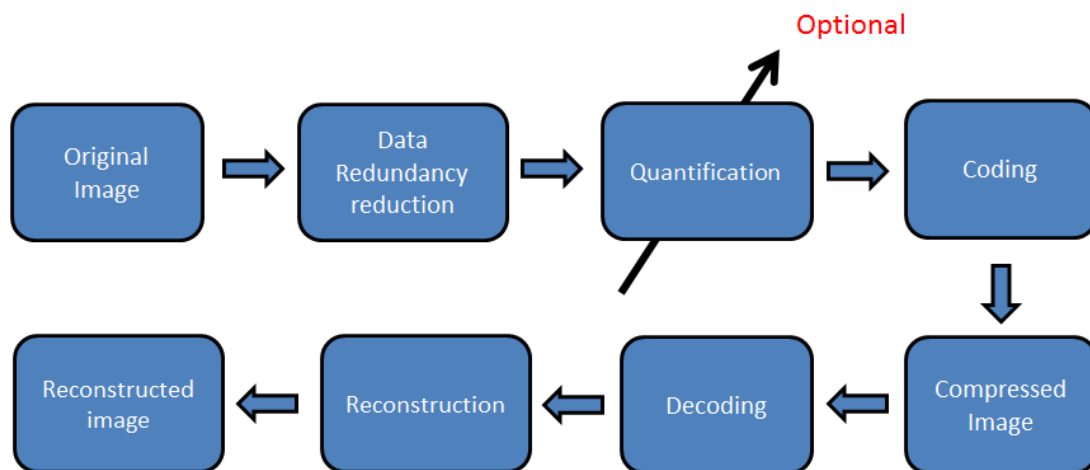 Optional
Original
Image
Data
Redundancy
reduction
Quantification
Coding
Reconstructed
image
Reconstruction
Decoding
Compressed
Image